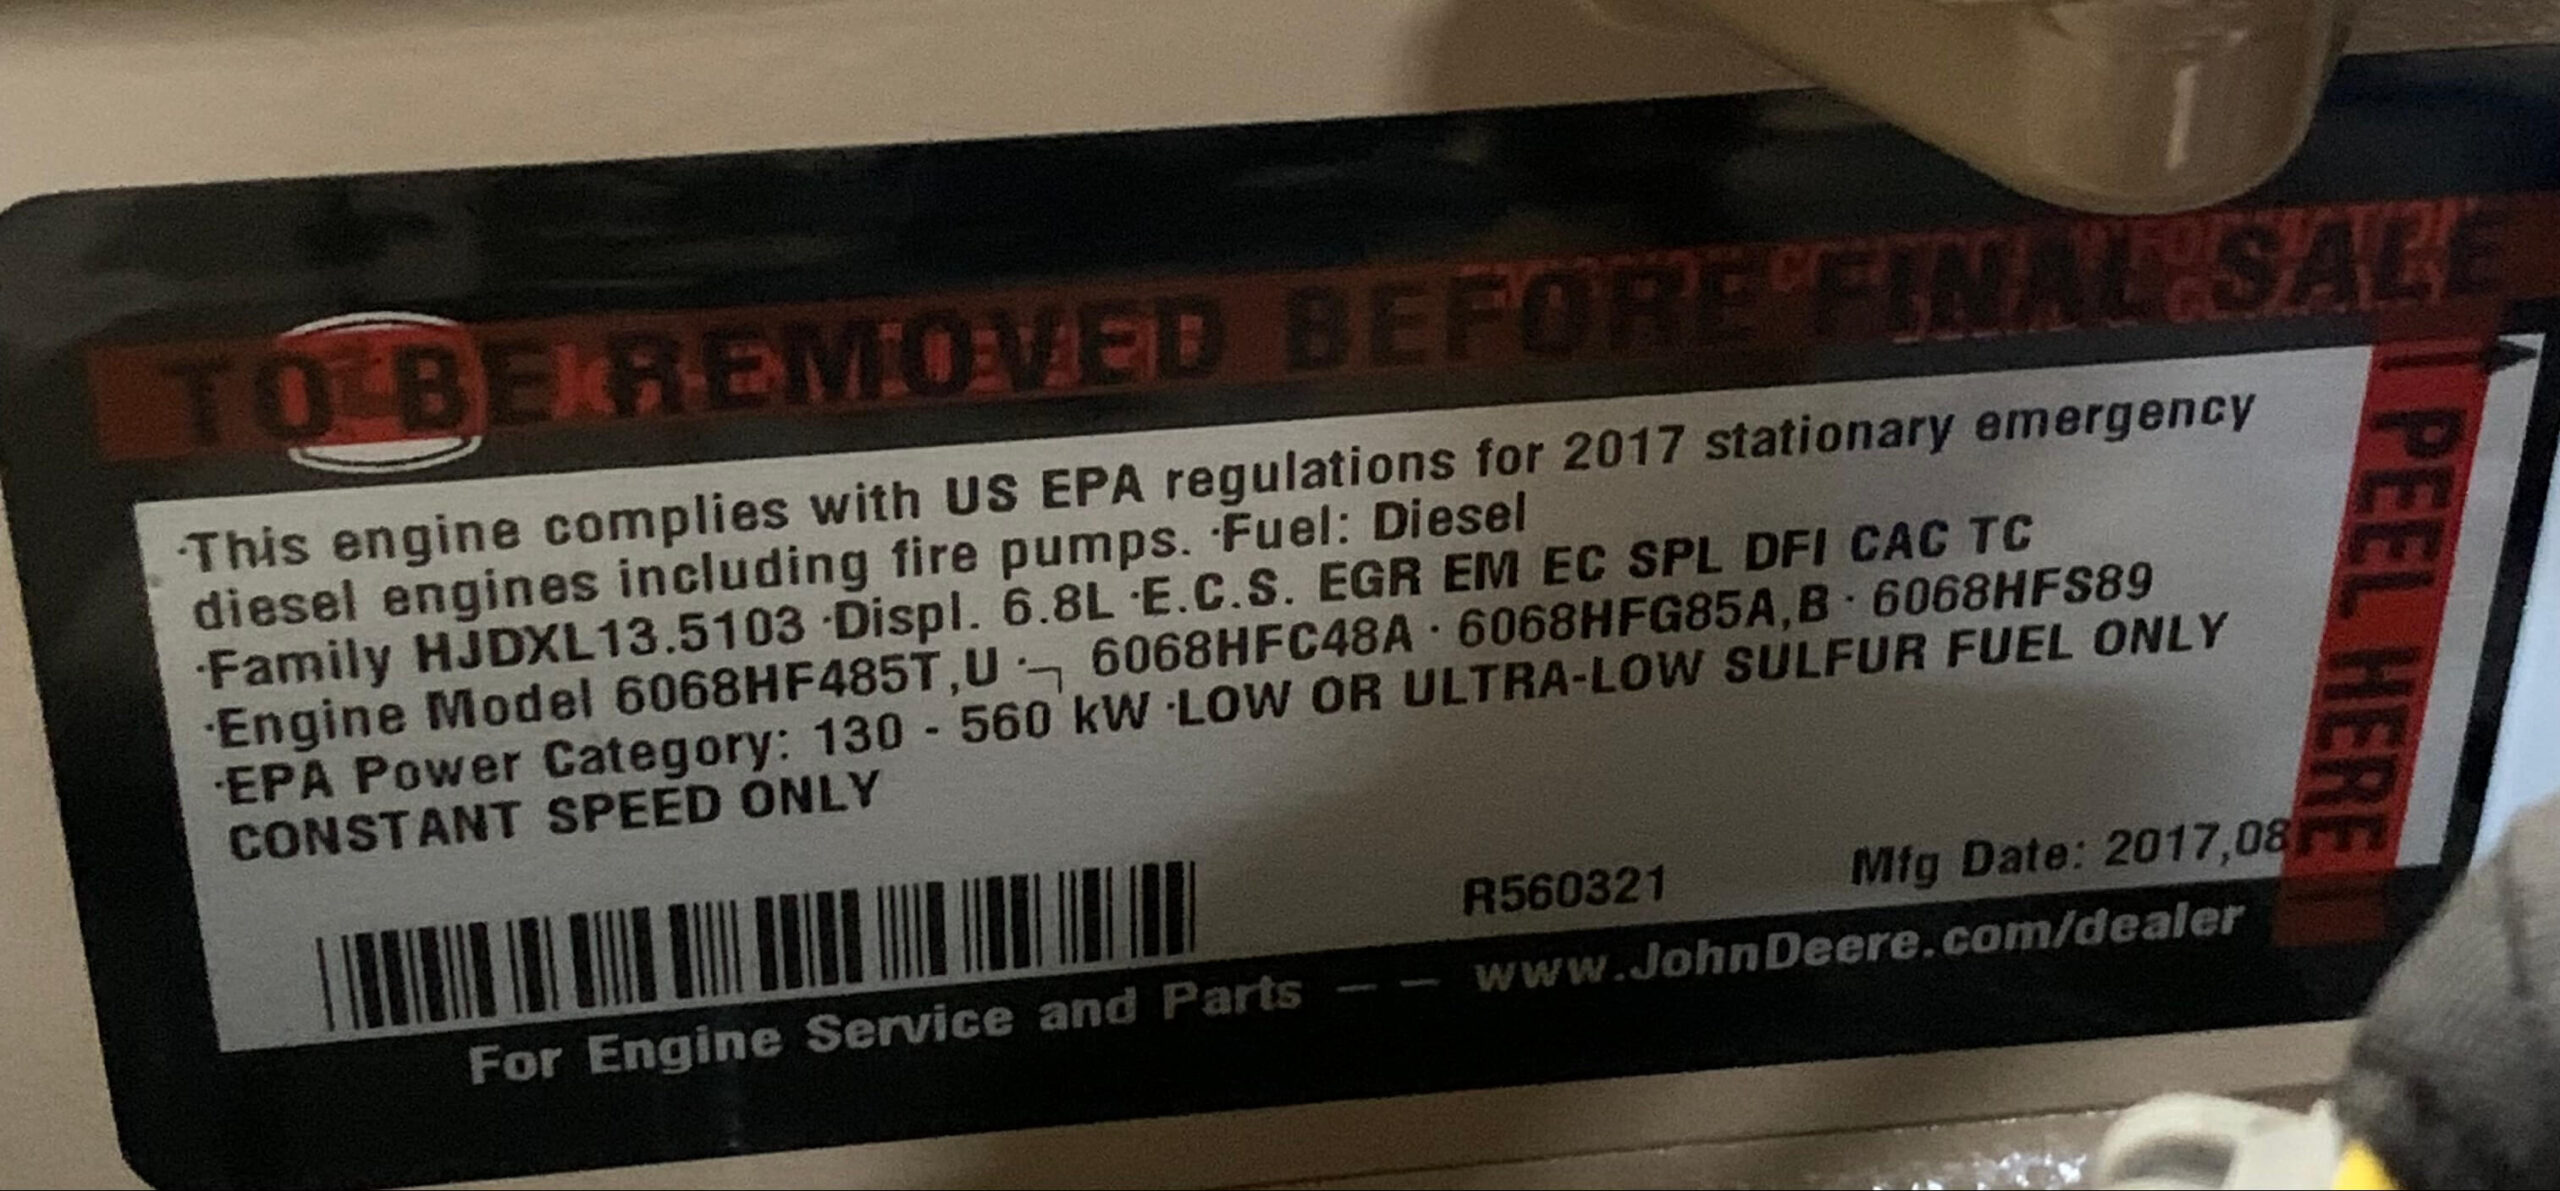 TO BE REMOVED BEFORE FINAL SALE
PEEL HERE
·This engine complies with US EPA regulations for 2017 stationary emergency
diesel engines including fire pumps. ·Fuel: Diesel
·Family HJDXL13.5103 ·Displ. 6.8L ·E.C.S. EGR EM EC SPL DFI CAC TC
·Engine Model 6068HF485T,U ·¬ 6068HFC48A · 6068HFG85A,B · 6068HFS89
·EPA Power Category: 130 - 560 kW ·LOW OR ULTRA-LOW SULFUR FUEL ONLY
CONSTANT SPEED ONLY
R560321
Mfg Date: 2017,08
For Engine Service and Parts — — www.JohnDeere.com/dealer